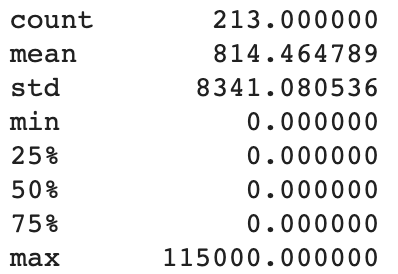 count 213.000000
mean 814.464789
std 8341.080536
min 0.000000
25% 0.000000
50% 0.000000
75% 0.000000
max 115000.000000